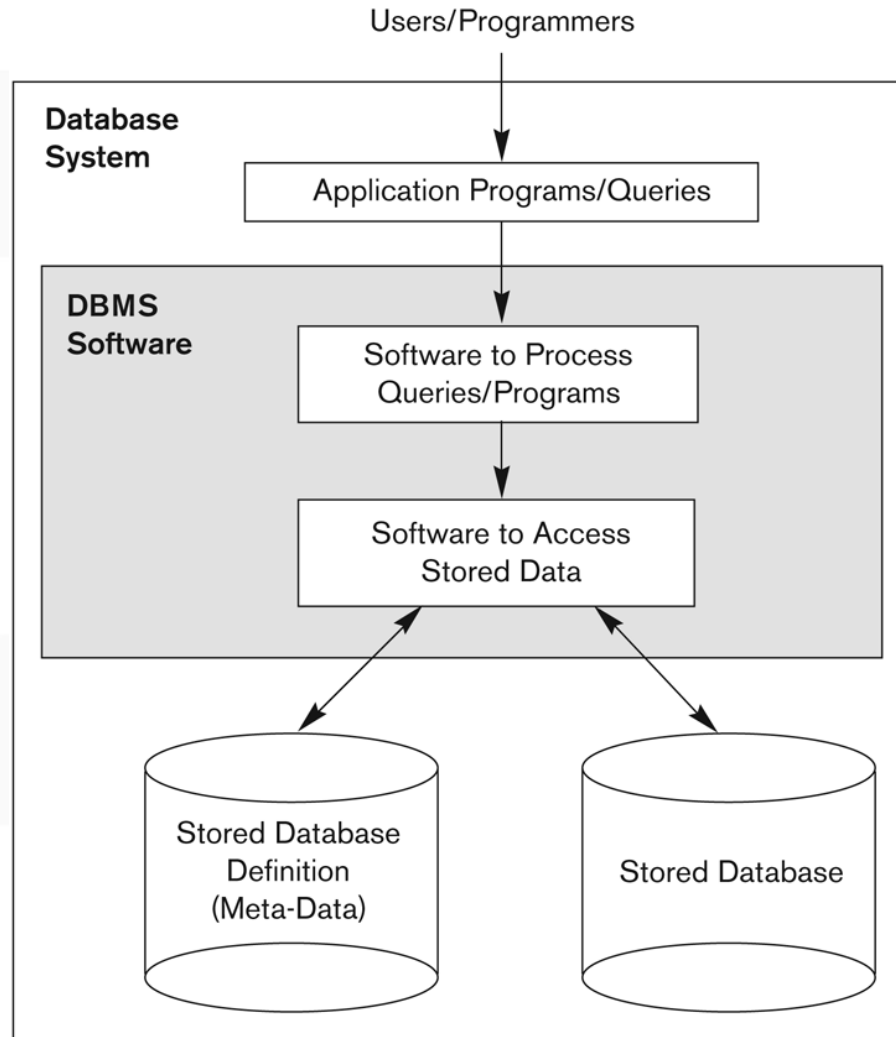 Users/Programmers
Database
System
Application Programs/Queries
DBMS
Software
Software to Process
Queries/Programs
Software to Access
Stored Data
Stored Database
Definition
(Meta-Data)
Stored Database